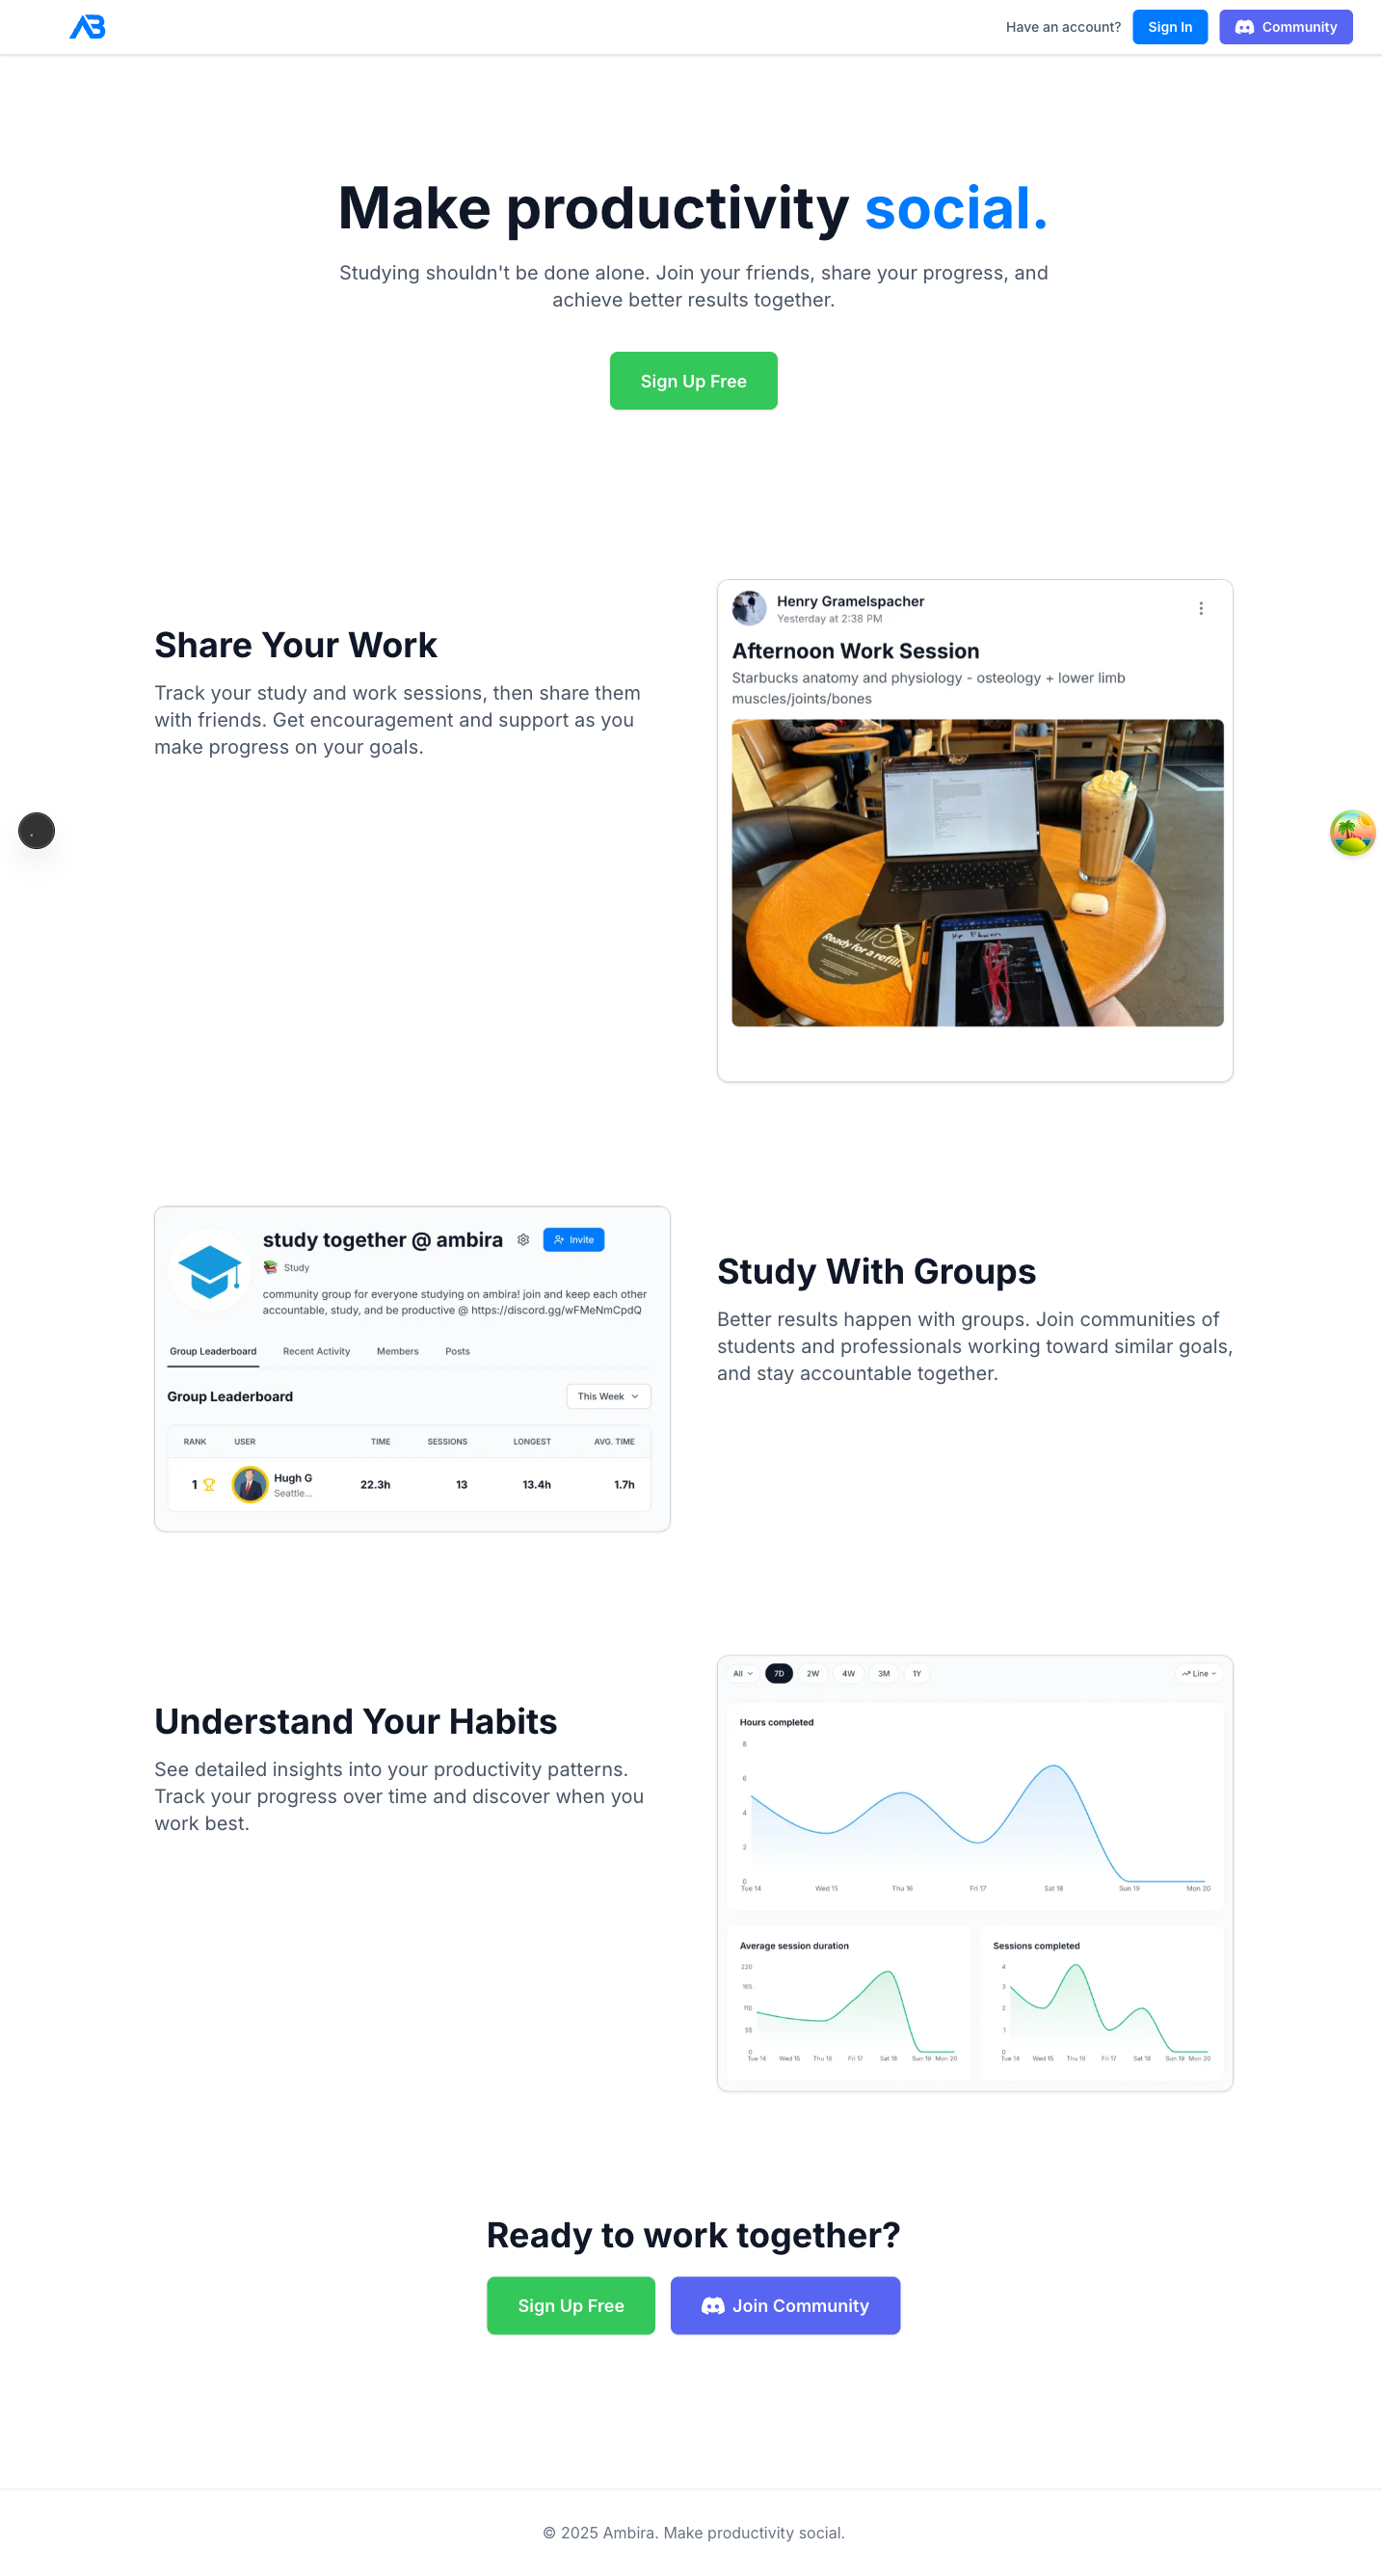 AB
Have an account?
Sign In
Community
Make productivity social.
Studying shouldn't be done alone. Join your friends, share your progress, and
achieve better results together.
Sign Up Free
Share Your Work
Track your study and work sessions, then share them
with friends. Get encouragement and support as you
make progress on your goals.
Henry Gramelspacher
Yesterday at 2:38 PM
Afternoon Work Session
Starbucks anatomy and physiology - osteology + lower limb
muscles/joints/bones
Ready for a refill?
study together @ ambira
Invite
Study
community group for everyone studying on ambira! join and keep each other
accountable, study, and be productive @ https://discord.gg/wFMeNmCpdQ
Group Leaderboard Recent Activity Members Posts
Group Leaderboard
This Week
RANK USER TIME SESSIONS LONGEST AVG. TIME
1 Hugh G 22.3h 13 13.4h 1.7h
Seattle...
Study With Groups
Better results happen with groups. Join communities of
students and professionals working toward similar goals,
and stay accountable together.
Understand Your Habits
See detailed insights into your productivity patterns.
Track your progress over time and discover when you
work best.
All 7D 2W 4W 3M 1Y Line
Hours completed
8
6
4
2
0
Tue 14 Wed 15 Thu 16 Fri 17 Sat 18 Sun 19 Mon 20
Average session duration
220
165
110
55
0
Tue 14 Wed 15 Thu 16 Fri 17 Sat 18 Sun 19 Mon 20
Sessions completed
4
3
2
1
0
Tue 14 Wed 15 Thu 16 Fri 17 Sat 18 Sun 19 Mon 20
Ready to work together?
Sign Up Free
Join Community
© 2025 Ambira. Make productivity social.